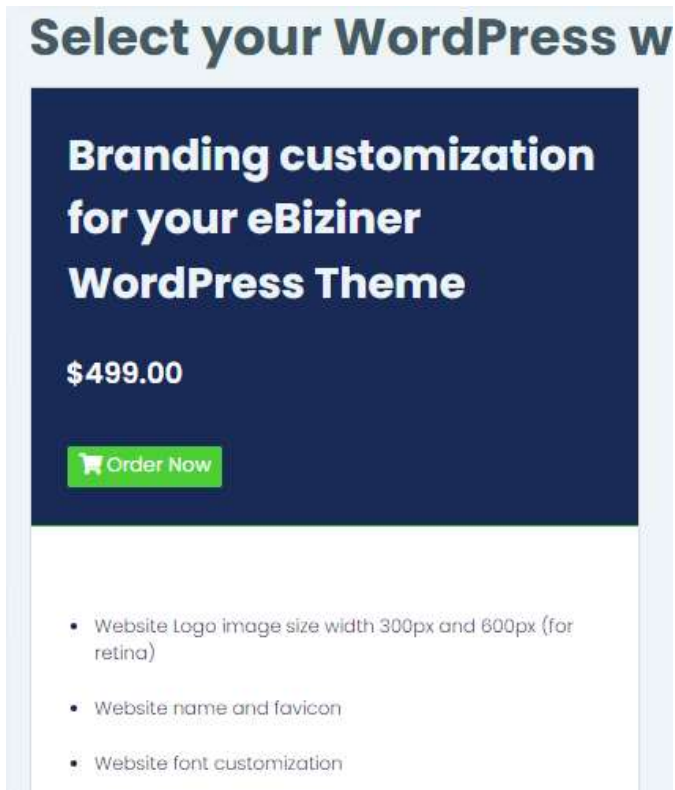 Select your WordPress w
Branding customization
for your eBiziner
WordPress Theme
$499.00
Order Now
• Website Logo image size width 300px and 600px (for
retina)
• Website name and favicon
• Website font customization